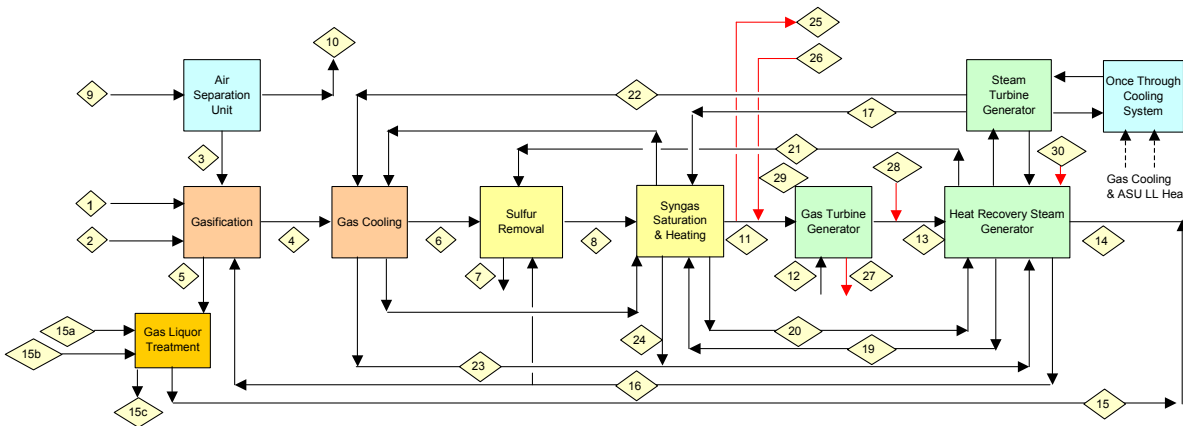 25
10
26
Air
Separation
Unit
Steam
Turbine
Generator
Once Through
Cooling
System
9
22
17
3
21
28
30
29
Gas Cooling
& ASU LL Hea
1
2
Gasification
4
Gas Cooling
6
Sulfur
Removal
8
Syngas
Saturation
& Heating
11
Gas Turbine
Generator
13
Heat Recovery Steam
Generator
14
5
7
12
27
15a
15b
Gas Liquor
Treatment
24
20
19
23
16
15c
15